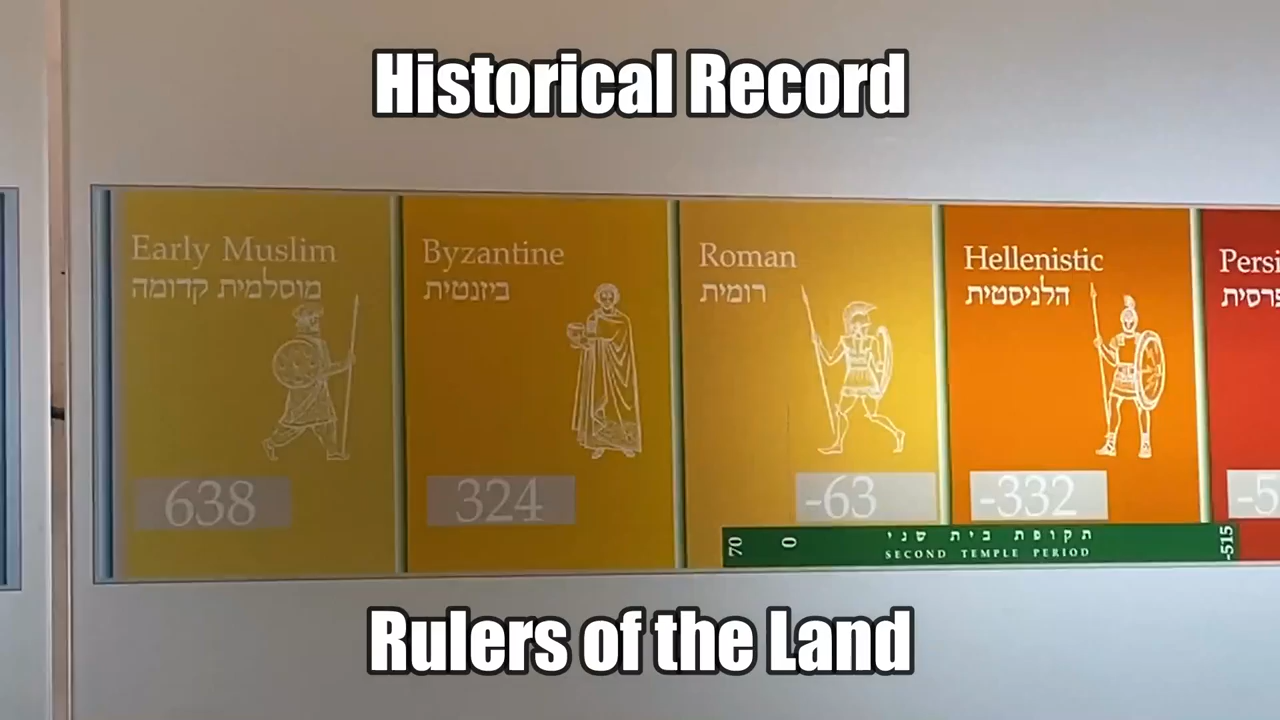 Historical Record
Early Muslim
מוסלמית קדומה
638
Byzantine
ביזנטית
324
Roman
רומית
-63
Hellenistic
הלניסטית
-332
Persi
פרסית
-5
70
0
תקופת בית שני
SECOND TEMPLE PERIOD
-515
Rulers of the Land